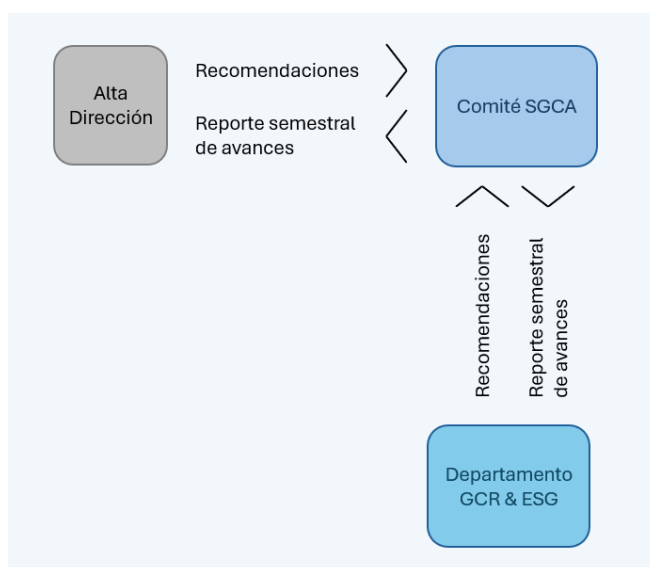 Alta
Dirección
Recomendaciones
Reporte semestral
de avances
Comité SGCA
Recomendaciones
Reporte semestral
de avances
Departamento
GCR & ESG